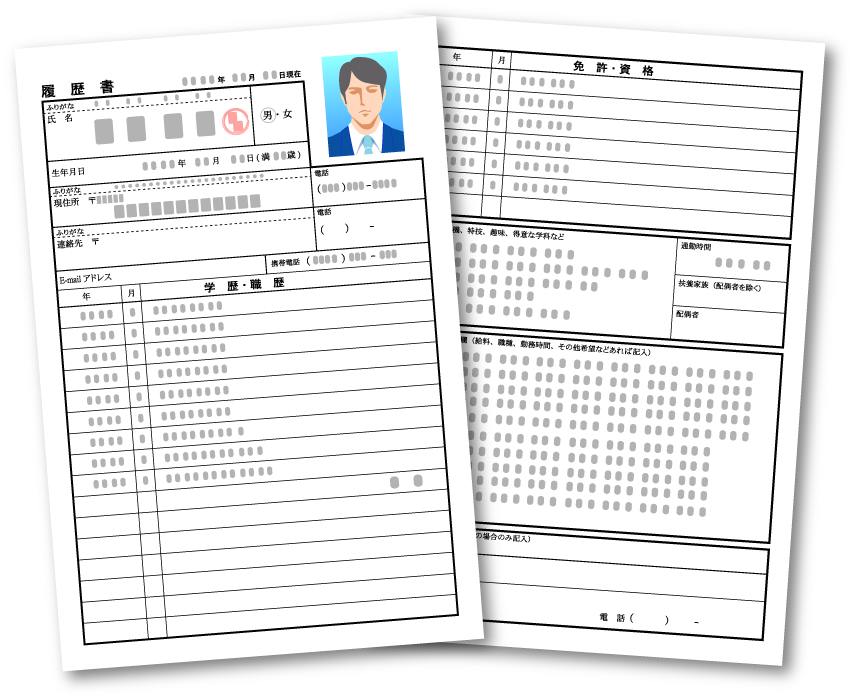 履 歴 書
年 月 日現在
ふりがな
氏 名
男・女
生年月日 年 月 日(満 歳)
ふりがな
現住所 〒
電話
( ) −
ふりがな
連絡先 〒
電話
( ) −
E-mail アドレス
携帯電話 ( ) −
年 月 学 歴・職 歴
年 月 免 許・資 格
機、特技、趣味、得意な学科など
通勤時間
扶養家族(配偶者を除く)
配偶者
欄(給料、職種、勤務時間、その他希望などあれば記入)
の場合のみ記入)
電 話 ( ) −